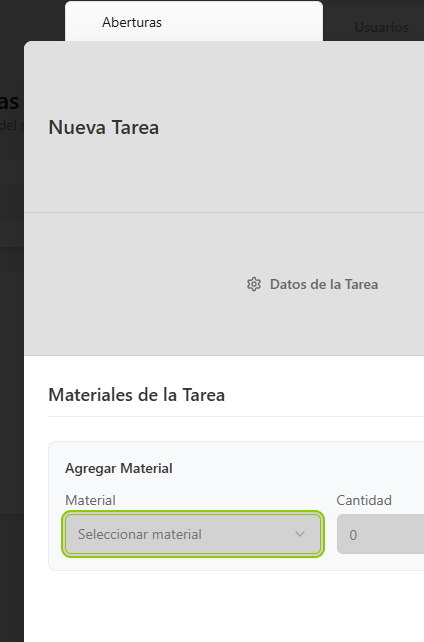 Aberturas
Usuarios
as
del
Nueva Tarea
Datos de la Tarea
Materiales de la Tarea
Agregar Material
Material
Cantidad
Seleccionar material
0